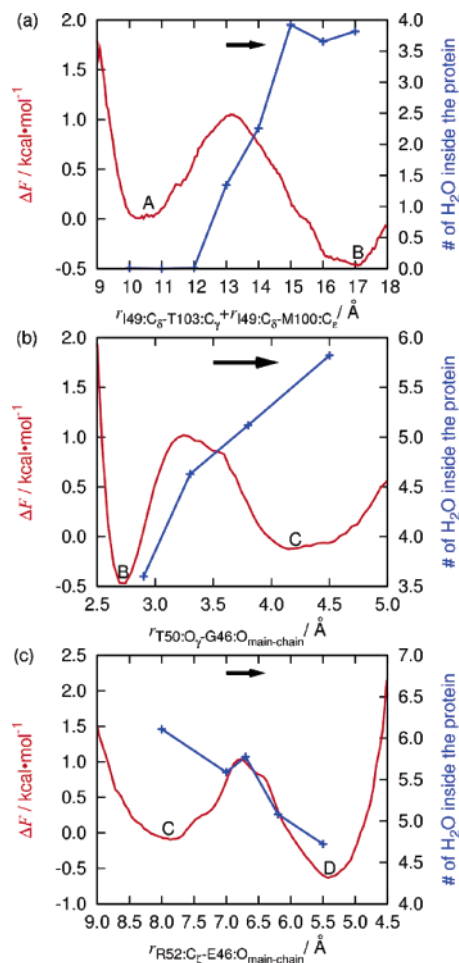 (a)
2.0
1.5
1.0
0.5
0.0
-0.5
ΔF / kcal•mol⁻¹
A
B
4.0
3.5
3.0
2.5
2.0
1.5
1.0
0.5
0.0
# of H₂O inside the protein
9 10 11 12 13 14 15 16 17 18
r I49:Cδ-T103:Cγ + r I49:Cδ-M100:Cε / Å
(b)
2.0
1.5
1.0
0.5
0.0
-0.5
ΔF / kcal•mol⁻¹
B
C
6.0
5.5
5.0
4.5
4.0
3.5
# of H₂O inside the protein
2.5 3.0 3.5 4.0 4.5 5.0
r T50:Oγ-G46:Omain-chain / Å
(c)
2.5
2.0
1.5
1.0
0.5
0.0
-0.5
-1.0
ΔF / kcal•mol⁻¹
C
D
7.0
6.5
6.0
5.5
5.0
4.5
4.0
# of H₂O inside the protein
9.0 8.5 8.0 7.5 7.0 6.5 6.0 5.5 5.0 4.5
r R52:Cζ-E46:Omain-chain / Å